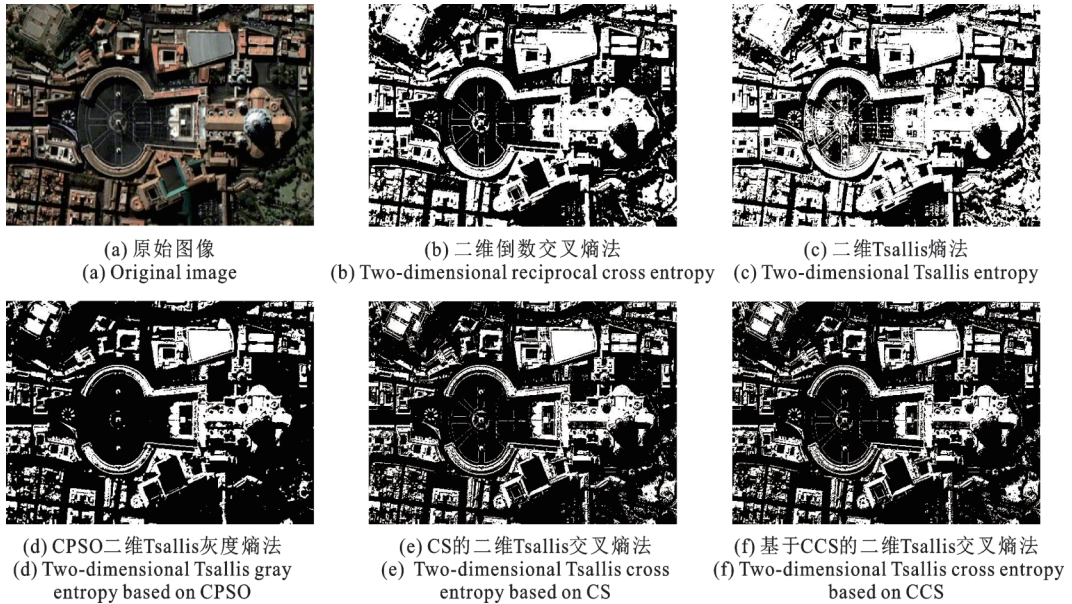 (a) 原始图像
(a) Original image
(b) 二维倒数交叉熵法
(b) Two-dimensional reciprocal cross entropy
(c) 二维Tsallis熵法
(c) Two-dimensional Tsallis entropy
(d) CPSO二维Tsallis灰度熵法
(d) Two-dimensional Tsallis gray
entropy based on CPSO
(e) CS的二维Tsallis交叉熵法
(e) Two-dimensional Tsallis cross
entropy based on CS
(f) 基于CCS的二维Tsallis交叉熵法
(f) Two-dimensional Tsallis cross entropy
based on CCS